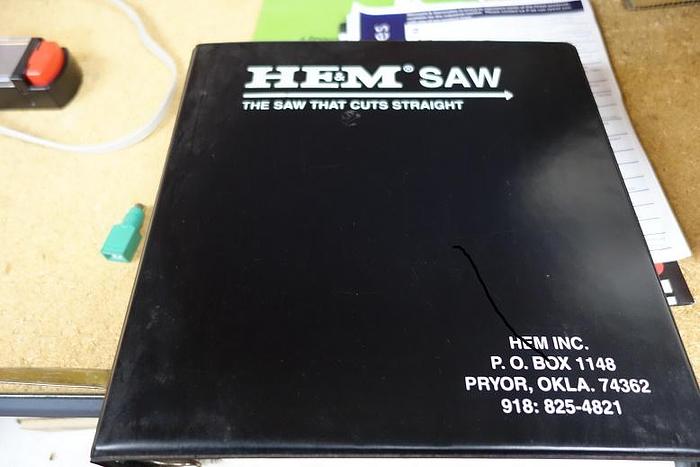 HE&M® SAW
THE SAW THAT CUTS STRAIGHT
HEM INC.
P. O. BOX 1148
PRYOR, OKLA. 74362
918: 825-4821